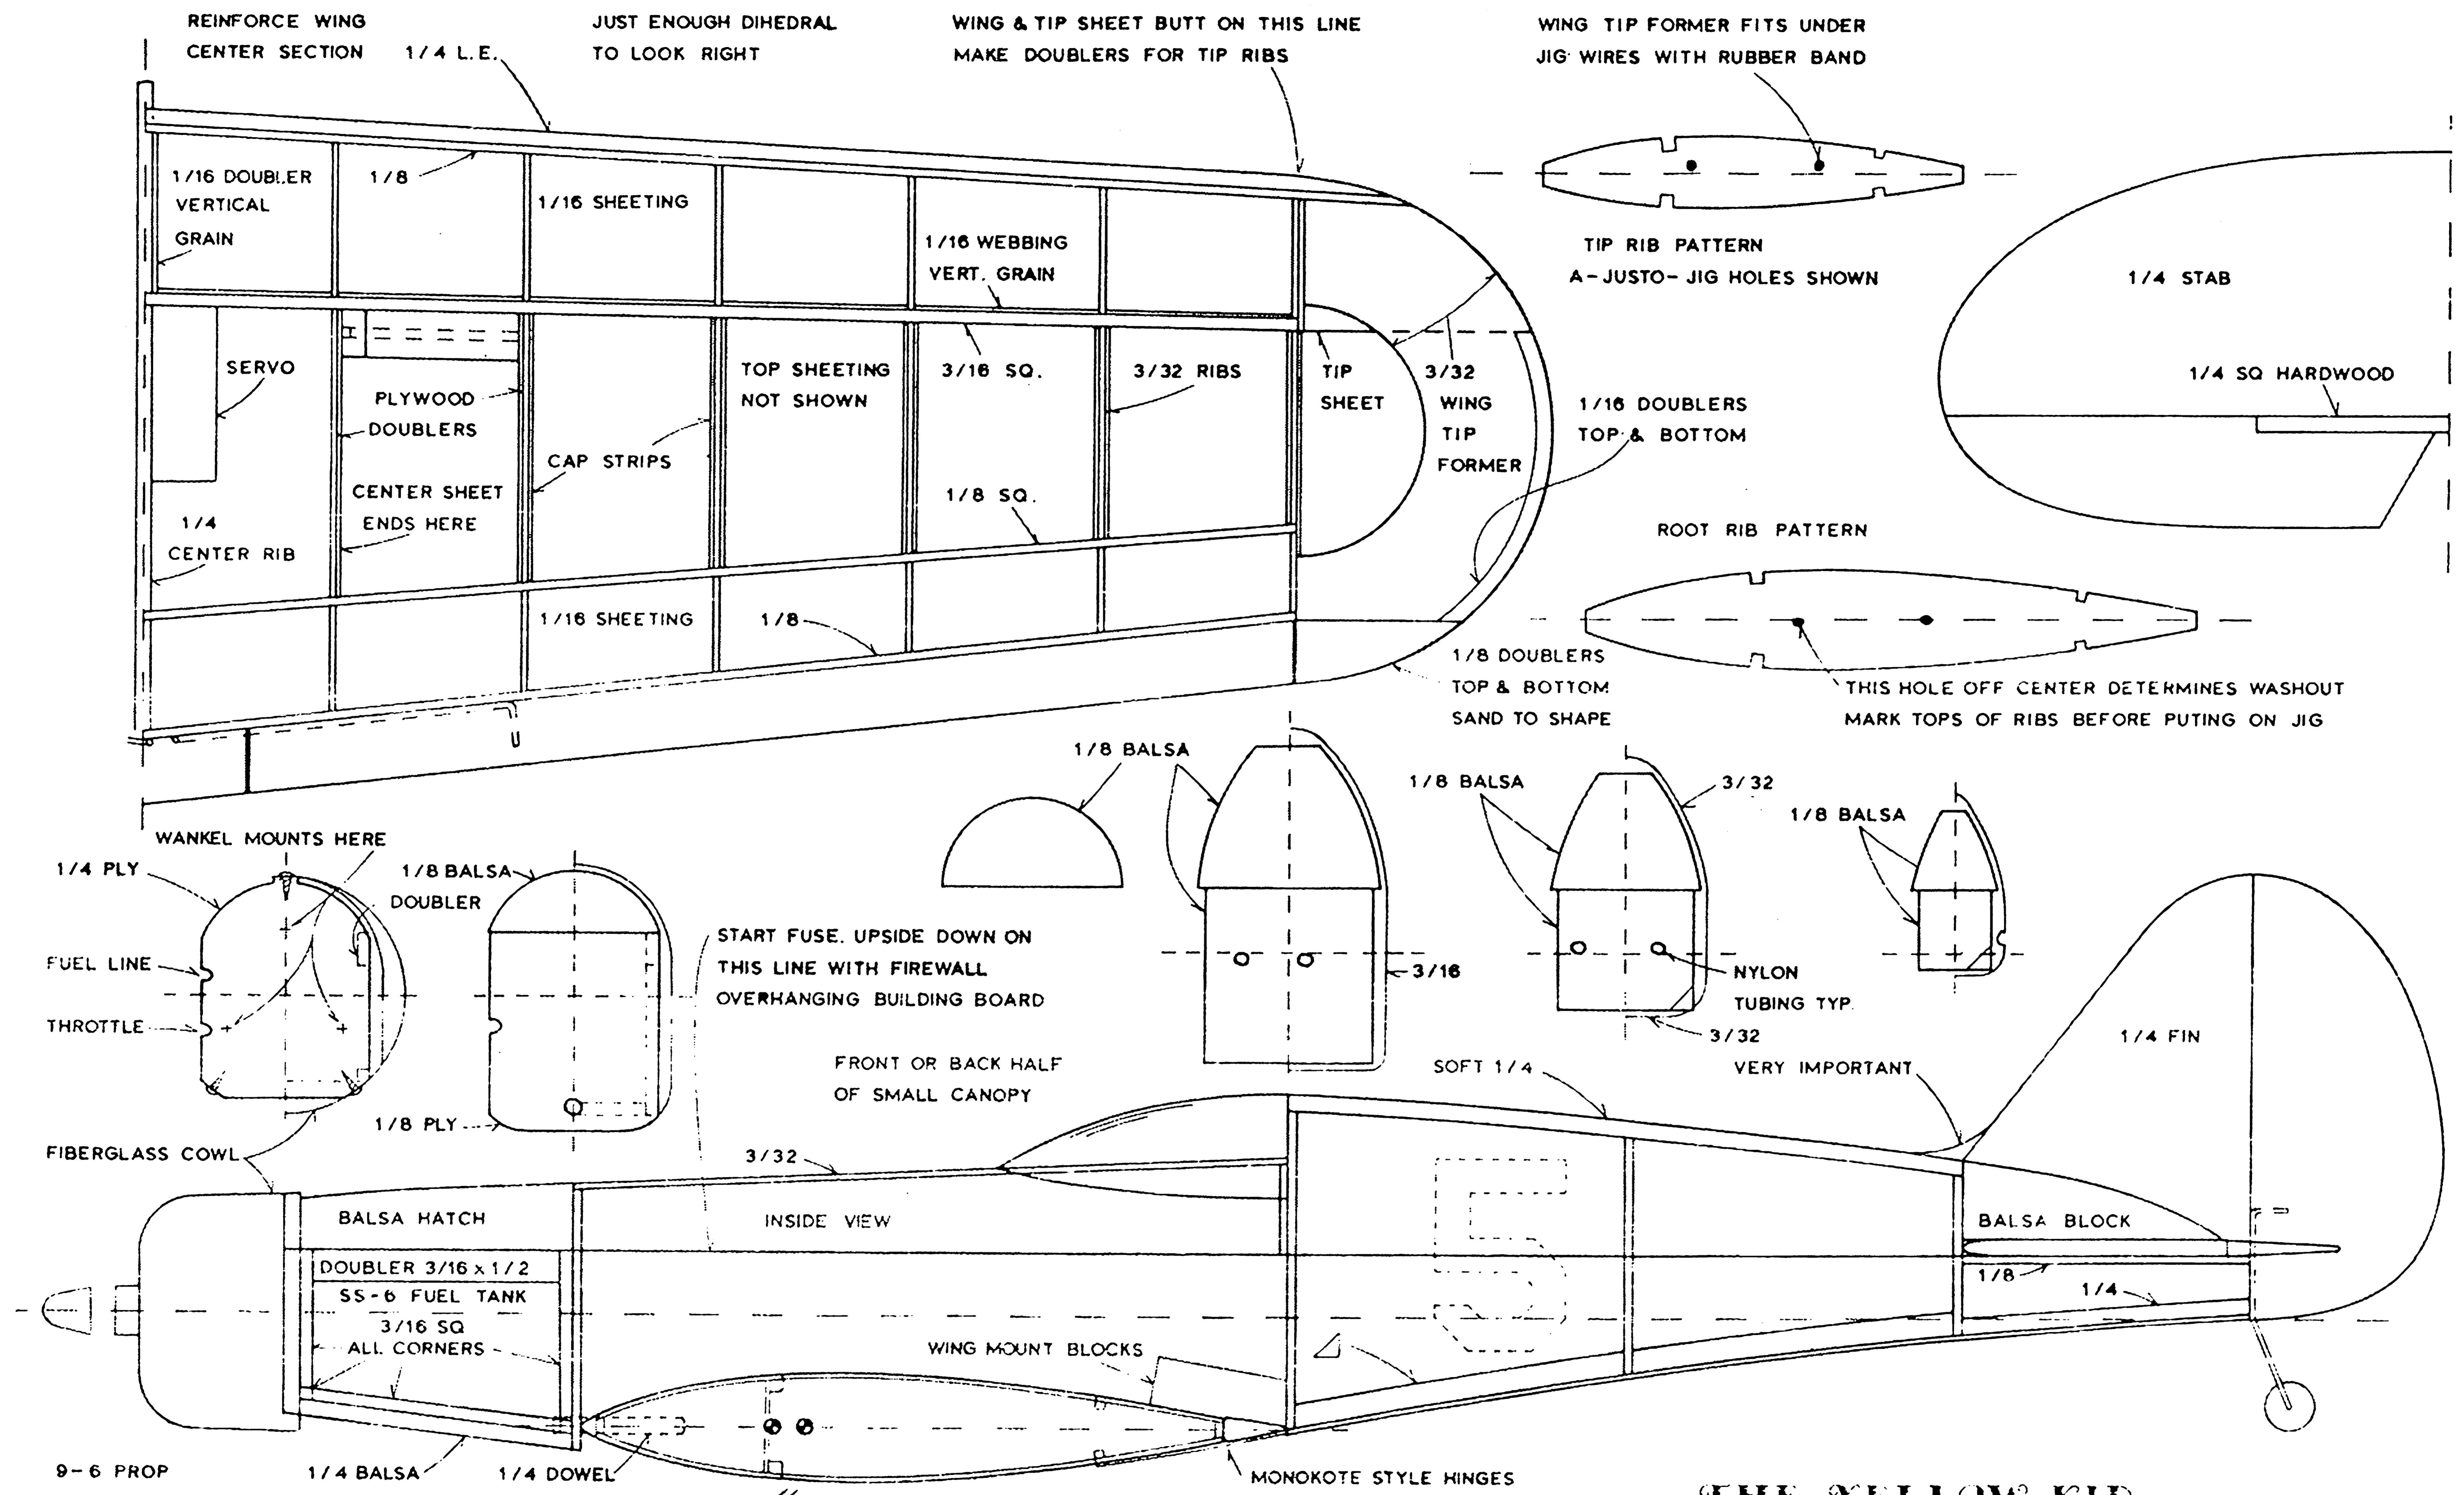 REINFORCE WING
CENTER SECTION
1/4 L.E.
JUST ENOUGH DIHEDRAL
TO LOOK RIGHT
WING & TIP SHEET BUTT ON THIS LINE
MAKE DOUBLERS FOR TIP RIBS
WING TIP FORMER FITS UNDER
JIG WIRES WITH RUBBER BAND
1/16 DOUBLER
VERTICAL
GRAIN
1/8
1/16 SHEETING
1/16 WEBBING
VERT. GRAIN
TIP RIB PATTERN
A-JUSTO-JIG HOLES SHOWN
1/4 STAB
SERVO
PLYWOOD
DOUBLERS
TOP SHEETING
NOT SHOWN
3/16 SQ.
3/32 RIBS
TIP
SHEET
3/32
WING
TIP
FORMER
1/16 DOUBLERS
TOP & BOTTOM
1/4 SQ HARDWOOD
CAP STRIPS
CENTER SHEET
ENDS HERE
1/8 SQ.
1/4
CENTER RIB
ROOT RIB PATTERN
1/16 SHEETING
1/8
1/8 DOUBLERS
TOP & BOTTOM
SAND TO SHAPE
THIS HOLE OFF CENTER DETERMINES WASHOUT
MARK TOPS OF RIBS BEFORE PUTING ON JIG
WANKEL MOUNTS HERE
1/4 PLY
1/8 BALSA
DOUBLER
1/8 BALSA
1/8 BALSA
3/32
1/8 BALSA
FUEL LINE
THROTTLE
START FUSE. UPSIDE DOWN ON
THIS LINE WITH FIREWALL
OVERHANGING BUILDING BOARD
3/16
NYLON
TUBING TYP.
3/32
1/4 FIN
FRONT OR BACK HALF
OF SMALL CANOPY
SOFT 1/4
VERY IMPORTANT
1/8 PLY
FIBERGLASS COWL
3/32
BALSA HATCH
INSIDE VIEW
5
BALSA BLOCK
DOUBLER 3/16 x 1/2
SS-6 FUEL TANK
3/16 SQ
ALL CORNERS
1/8
1/4
WING MOUNT BLOCKS
9-6 PROP
1/4 BALSA
1/4 DOWEL
MONOKOTE STYLE HINGES
THE YELLOW KID